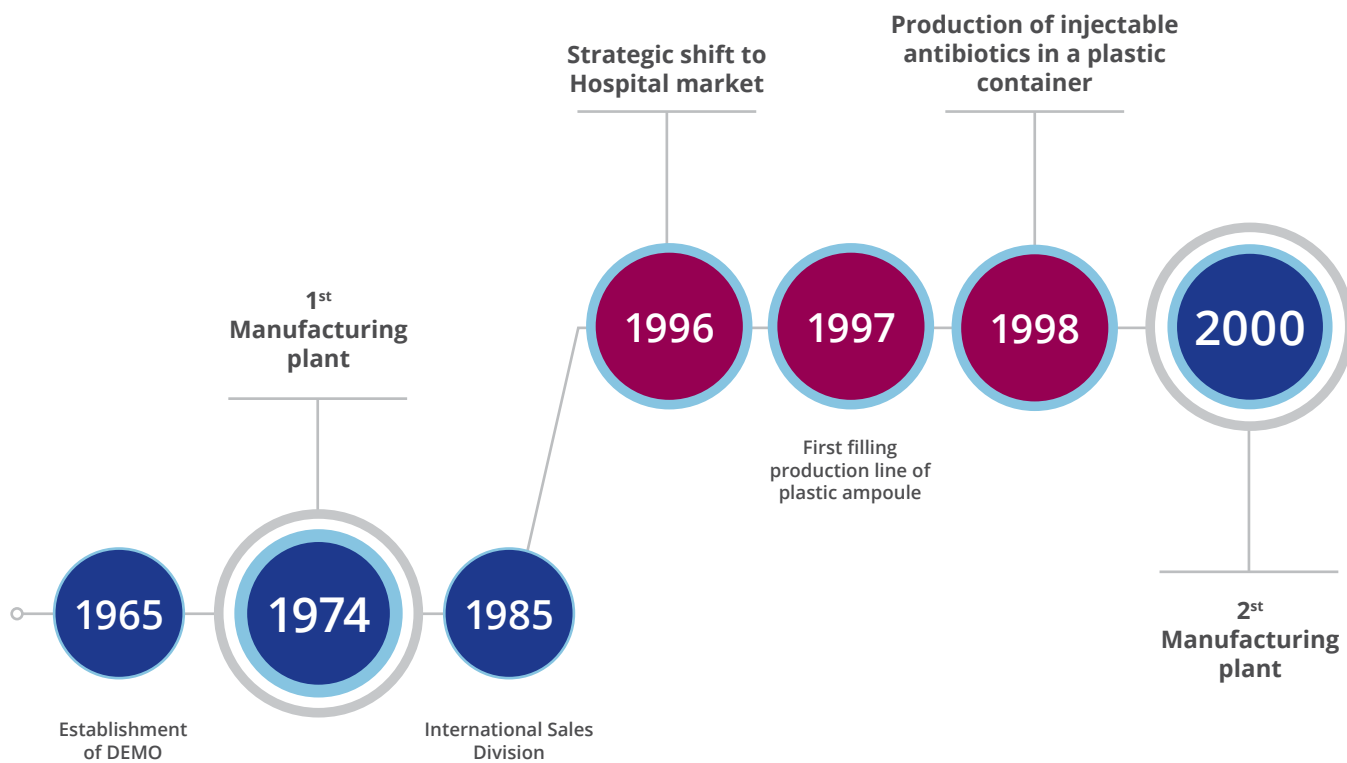 Production of injectable
antibiotics in a plastic
container
Strategic shift to
Hospital market
1996
1997
1998
2000
1st
Manufacturing
plant
First filling
production line of
plastic ampoule
1965
1974
1985
2st
Manufacturing
plant
Establishment
of DEMO
International Sales
Division